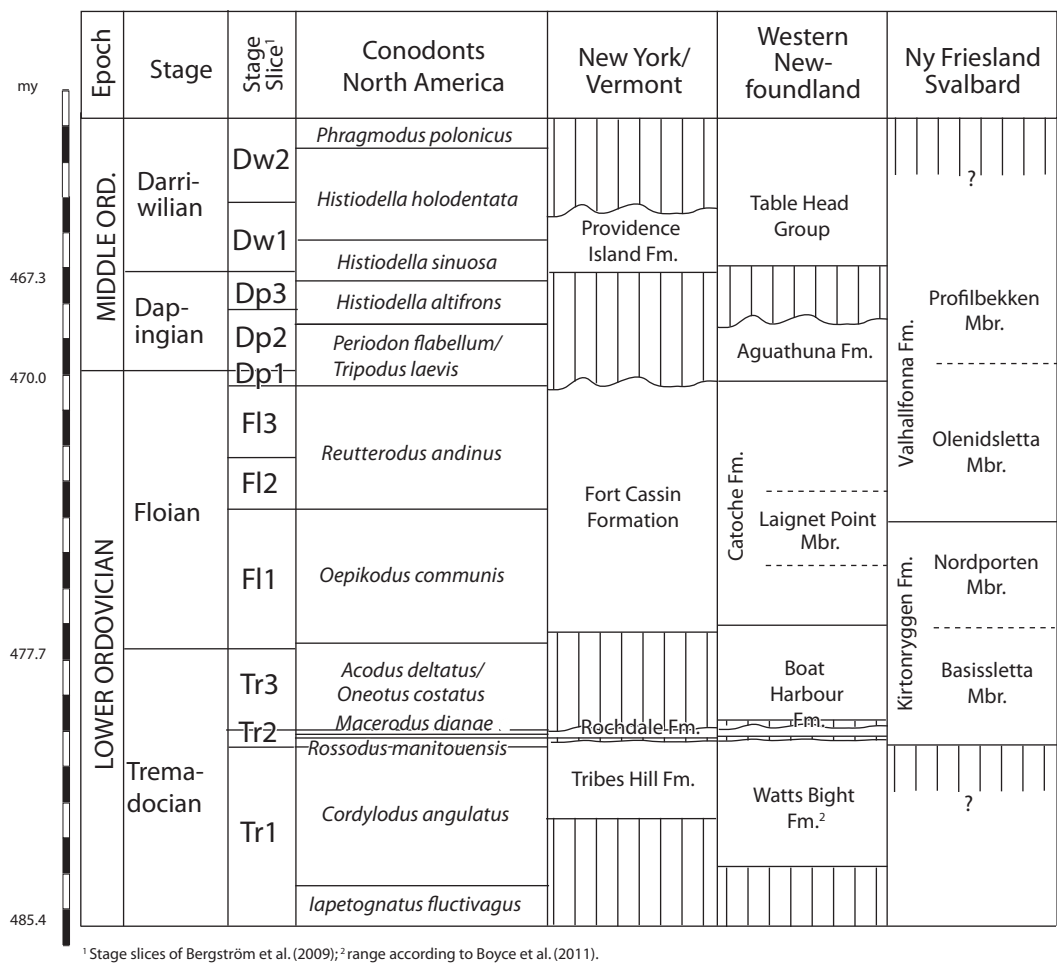 my
Epoch
Stage
Stage
Slice1
Conodonts
North America
New York/
Vermont
Western
New-
foundland
Ny Friesland
Svalbard
467.3
470.0
477.7
485.4
MIDDLE ORD.
LOWER ORDOVICIAN
Darri-
wilian
Dap-
ingian
Floian
Trema-
docian
Dw2
Dw1
Dp3
Dp2
Dp1
Fl3
Fl2
Fl1
Tr3
Tr2
Tr1
Phragmodus polonicus
Histiodella holodentata
Histiodella sinuosa
Histiodella altifrons
Periodon flabellum/
Tripodus laevis
Reutterodus andinus
Oepikodus communis
Acodus deltatus/
Oneotus costatus
Macerodus dianae
Rossodus manitouensis
Cordylodus angulatus
Iapetognatus fluctivagus
Providence
Island Fm.
Fort Cassin
Formation
Rochdale Fm.
Tribes Hill Fm.
Table Head
Group
Aguathuna Fm.
Catoche Fm.
Laignet Point
Mbr.
Boat
Harbour
Fm.
Watts Bight
Fm.2
?
Valhallfonna Fm.
Profilbekken
Mbr.
Olenidsletta
Mbr.
Kirtonryggen Fm.
Nordporten
Mbr.
Basissletta
Mbr.
?
1 Stage slices of Bergström et al. (2009); 2 range according to Boyce et al. (2011).